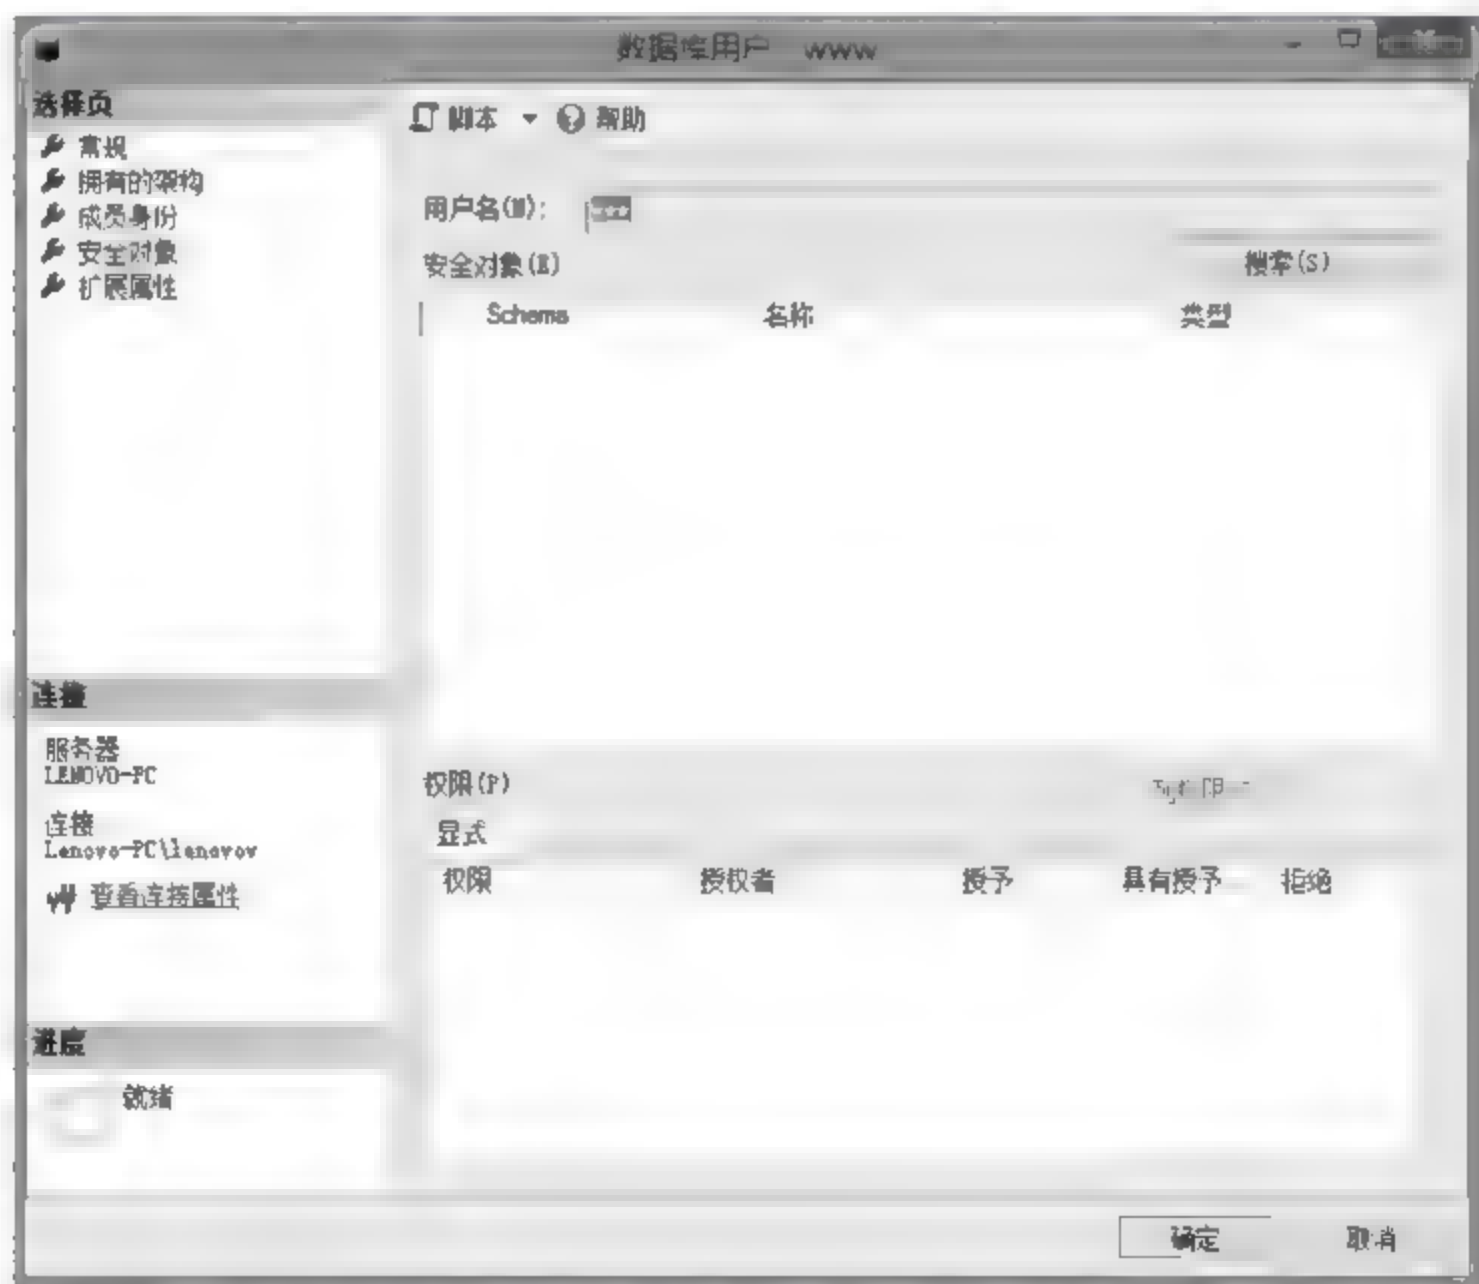 数据库用户 www
选择页
常规
拥有的架构
成员身份
安全对象
扩展属性
脚本 帮助
用户名(N): www
安全对象(E)
搜索(S)
Schema 名称 类型
连接
服务器
LENOVO-PC
连接
Lenovo-PC\lenovov
查看连接属性
权限(P)
显式
权限 授权者 授予 具有授予 拒绝
进度
就绪
确定 取消